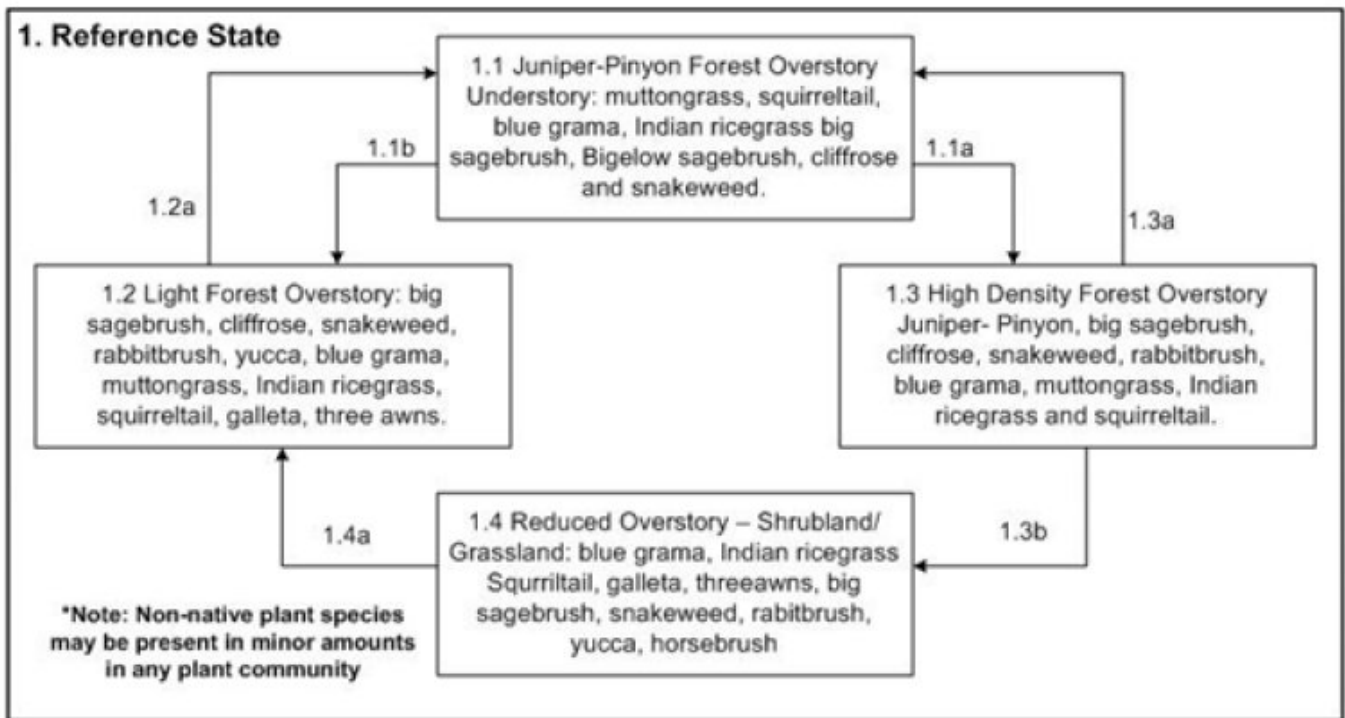 1. Reference State
1.1 Juniper-Pinyon Forest Overstory
Understory: muttongrass, squirreltail,
blue grama, Indian ricegrass big
sagebrush, Bigelow sagebrush, cliffrose
and snakeweed.
1.1b
1.1a
1.2a
1.3a
1.2 Light Forest Overstory: big
sagebrush, cliffrose, snakeweed,
rabbitbrush, yucca, blue grama,
muttongrass, Indian ricegrass,
squirreltail, galleta, three awns.
1.3 High Density Forest Overstory
Juniper- Pinyon, big sagebrush,
cliffrose, snakeweed, rabbitbrush,
blue grama, muttongrass, Indian
ricegrass and squirreltail.
1.4a
1.3b
1.4 Reduced Overstory – Shrubland/
Grassland: blue grama, Indian ricegrass
Squrriltail, galleta, threeawns, big
sagebrush, snakeweed, rabitbrush,
yucca, horsebrush
*Note: Non-native plant species
may be present in minor amounts
in any plant community